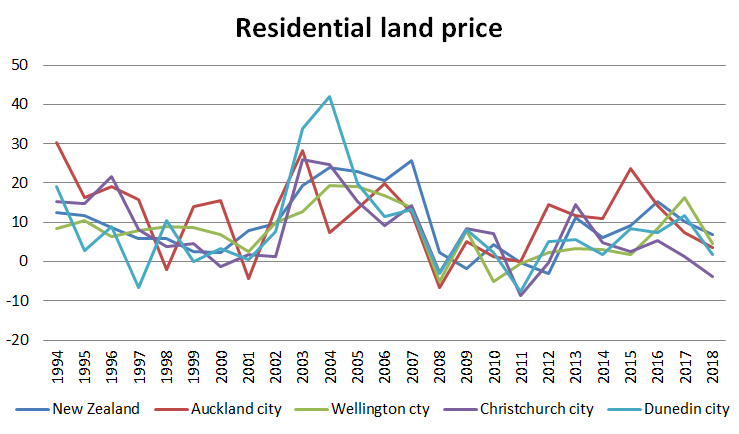 Residential land price
50
40
30
20
10
0
-10
-20
1994 1995 1996 1997 1998 1999 2000 2001 2002 2003 2004 2005 2006 2007 2008 2009 2010 2011 2012 2013 2014 2015 2016 2017 2018
New Zealand Auckland city Wellington cty Christchurch city Dunedin city